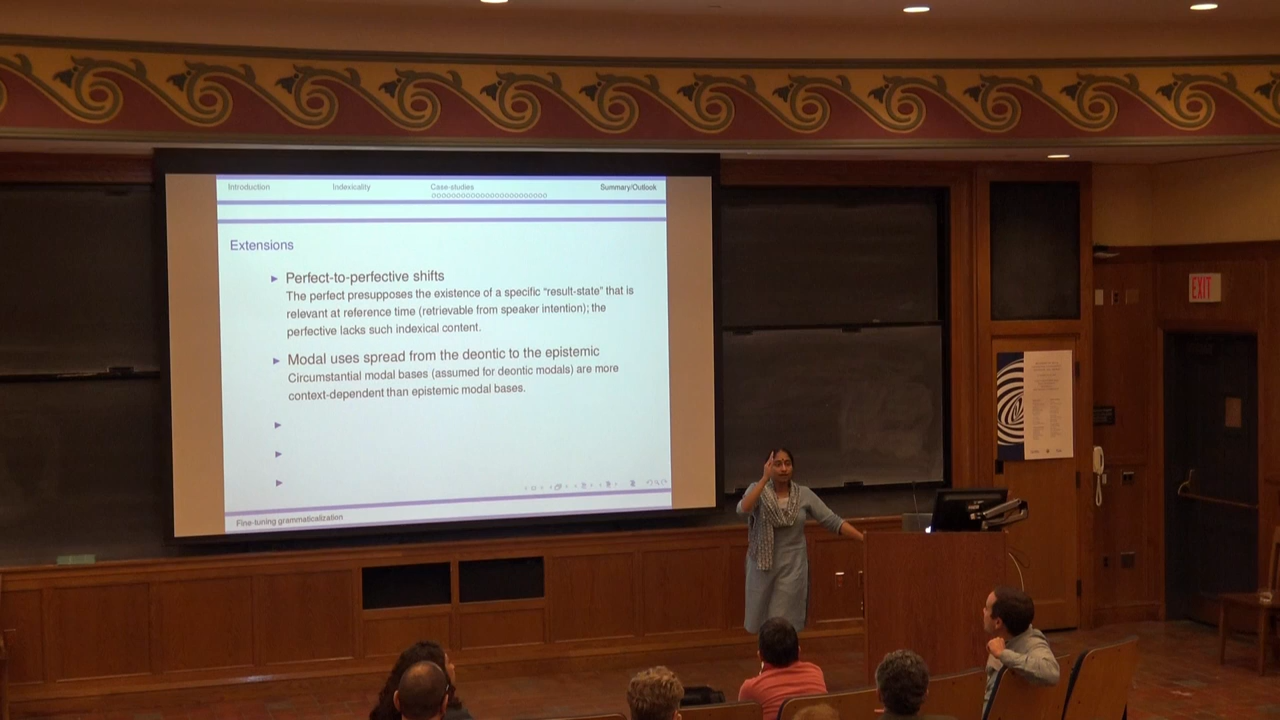 Introduction Indexicality Case-studies Summary/Outlook
Extensions
Perfect-to-perfective shifts
The perfect presupposes the existence of a specific “result-state” that is
relevant at reference time (retrievable from speaker intention); the
perfective lacks such indexical content.
Modal uses spread from the deontic to the epistemic
Circumstantial modal bases (assumed for deontic modals) are more
context-dependent than epistemic modal bases.
Fine-tuning grammaticalization
EXIT